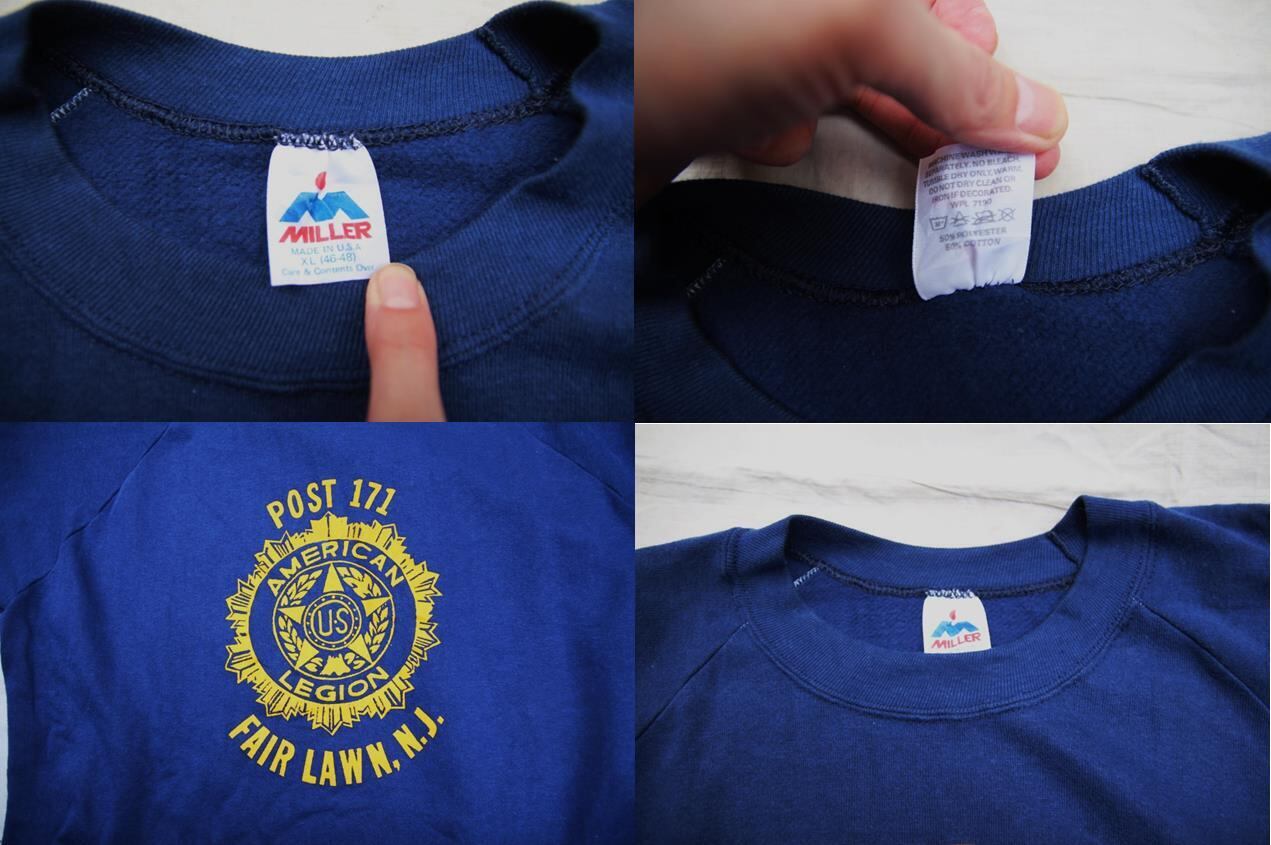 MILLER
MADE IN U.S.A
XL (46-48)
Care & Contents Over
MACHINE WASH
SEPARATELY. NO BLEACH.
TUMBLE DRY ONLY, WARM.
DO NOT DRY CLEAN OR
IRON IF DECORATED.
WPL 7190
50% POLYESTER
50% COTTON
POST 171
AMERICAN
US
LEGION
FAIR LAWN, N.J.
MILLER